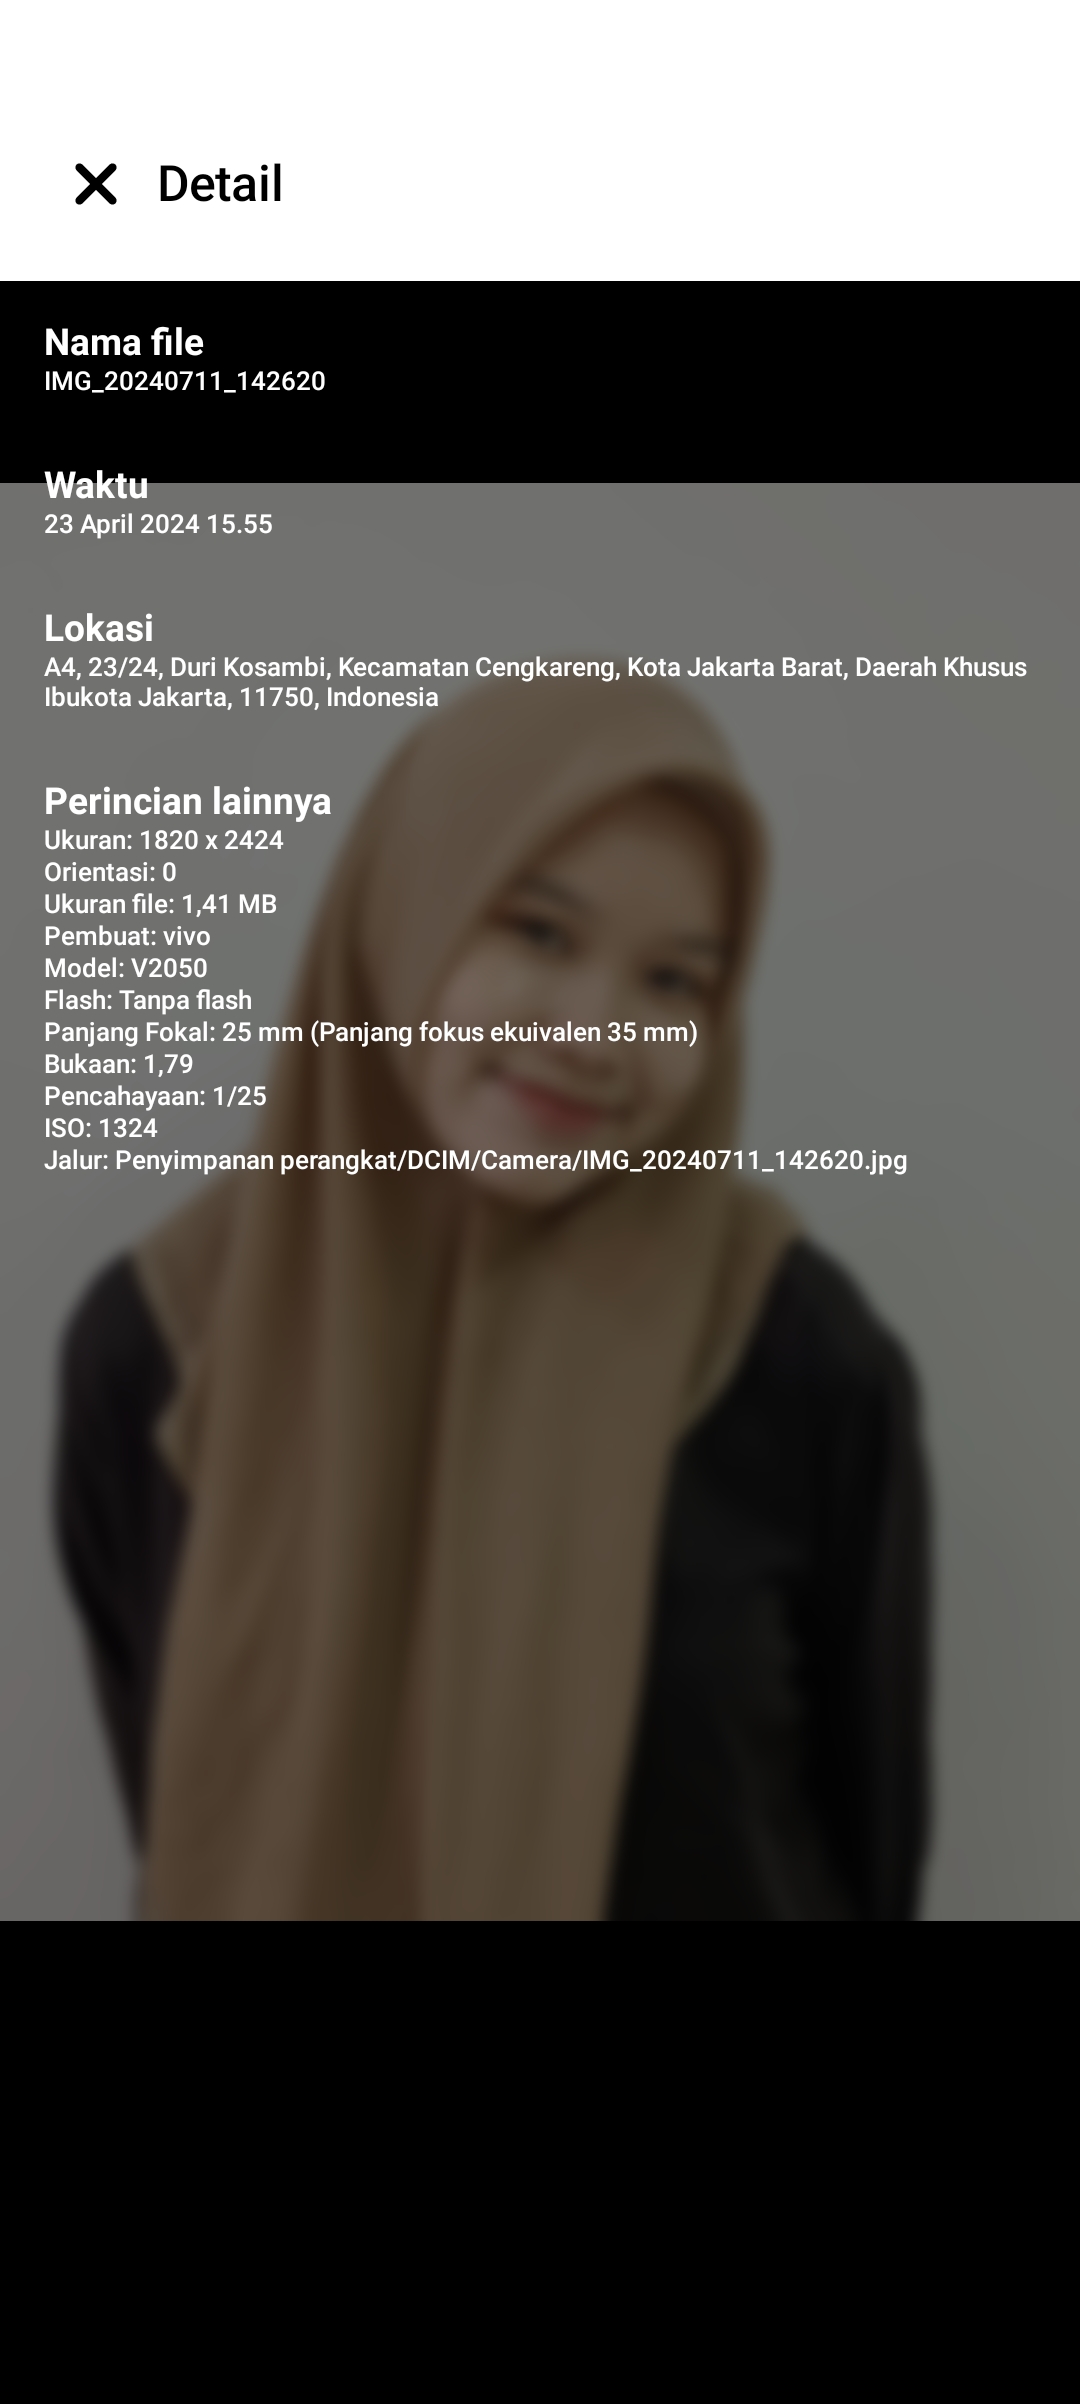 Detail
Nama file
IMG_20240711_142620
Waktu
23 April 2024 15.55
Lokasi
A4, 23/24, Duri Kosambi, Kecamatan Cengkareng, Kota Jakarta Barat, Daerah Khusus
Ibukota Jakarta, 11750, Indonesia
Perincian lainnya
Ukuran: 1820 x 2424
Orientasi: 0
Ukuran file: 1,41 MB
Pembuat: vivo
Model: V2050
Flash: Tanpa flash
Panjang Fokal: 25 mm (Panjang fokus ekuivalen 35 mm)
Bukaan: 1,79
Pencahayaan: 1/25
ISO: 1324
Jalur: Penyimpanan perangkat/DCIM/Camera/IMG_20240711_142620.jpg